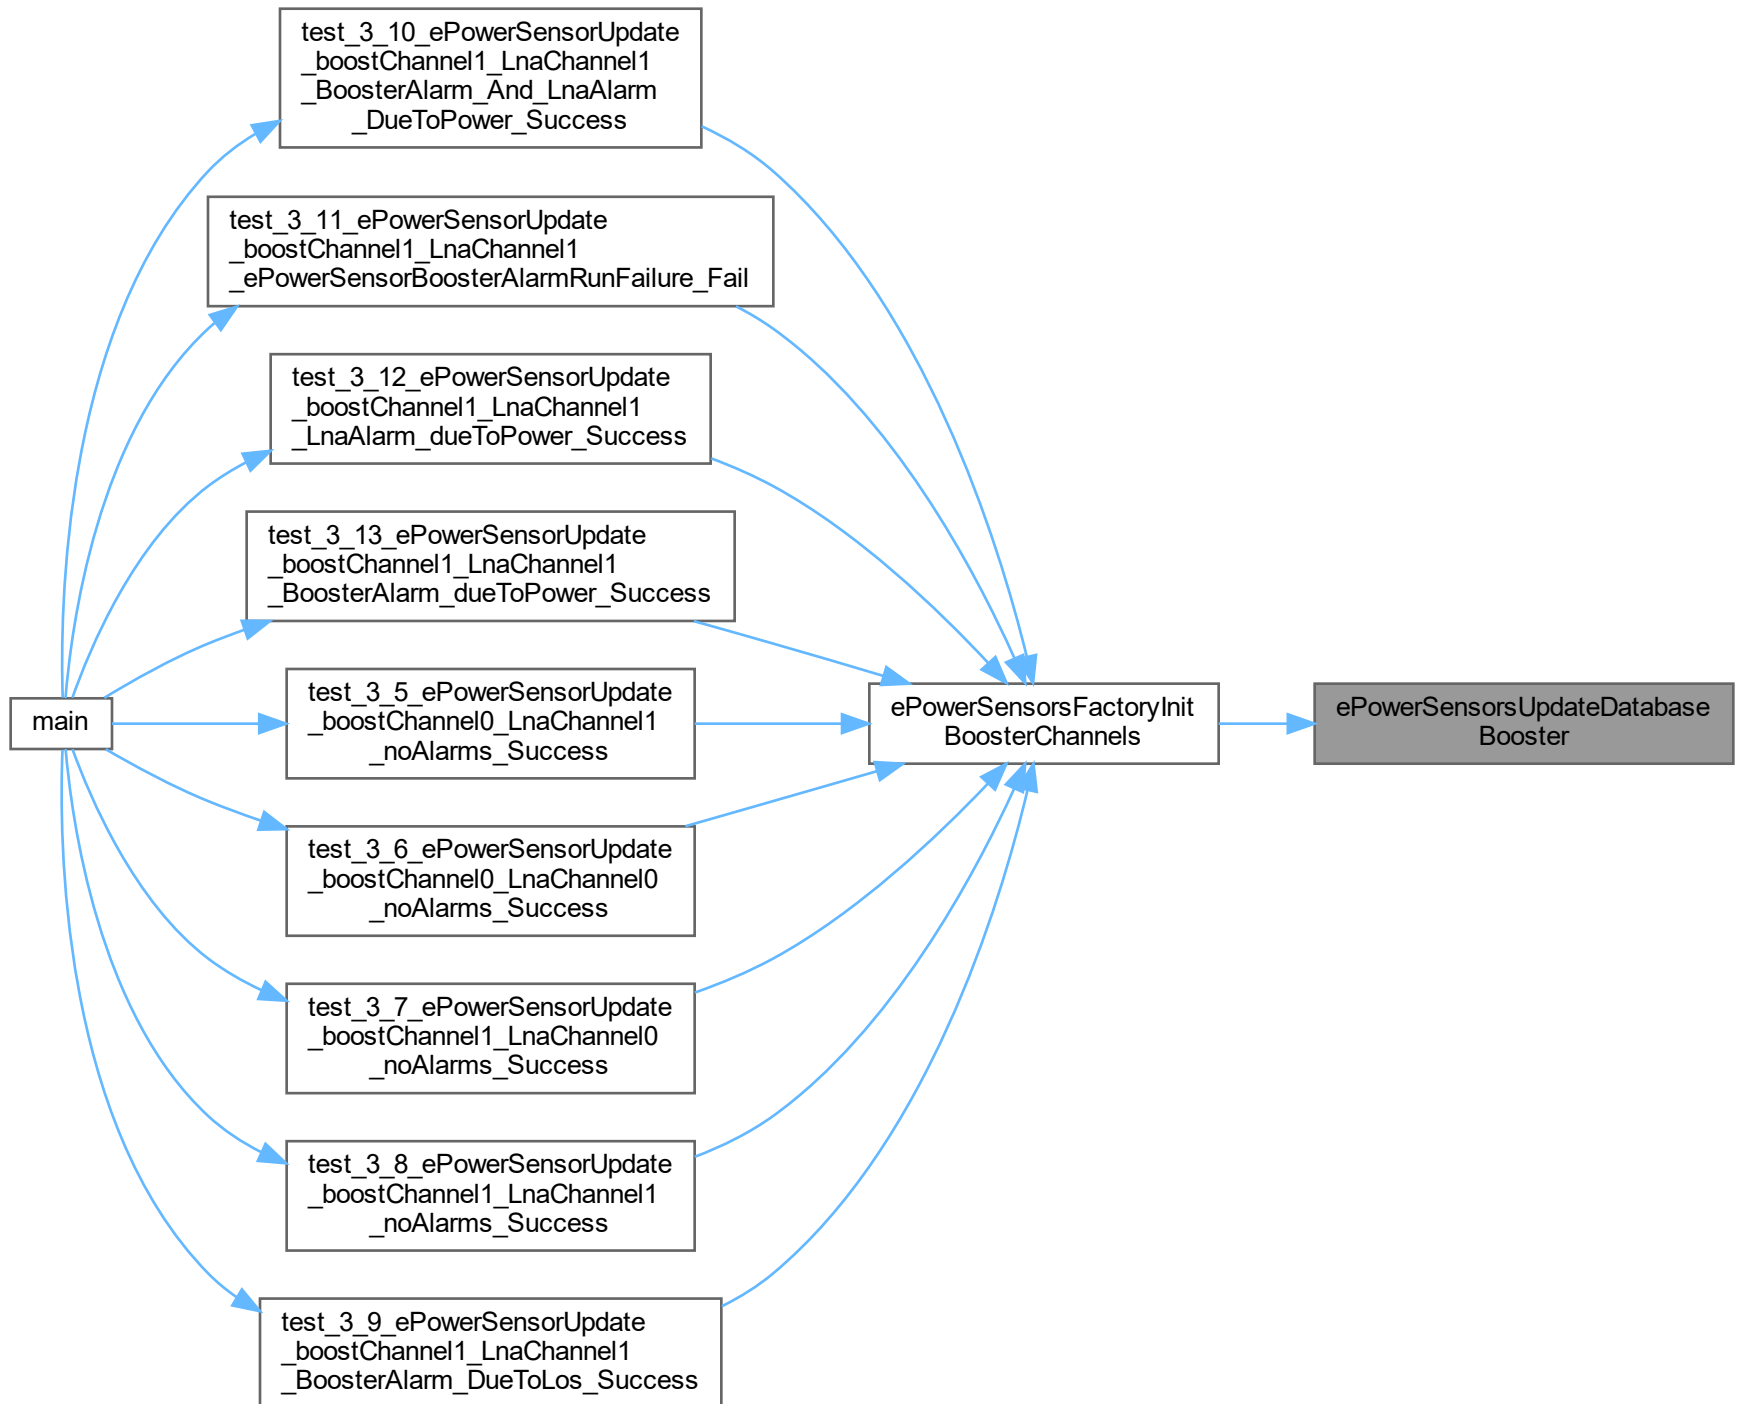 test_3_10_ePowerSensorUpdate
_boostChannel1_LnaChannel1
_BoosterAlarm_And_LnaAlarm
_DueToPower_Success
test_3_11_ePowerSensorUpdate
_boostChannel1_LnaChannel1
_ePowerSensorBoosterAlarmRunFailure_Fail
test_3_12_ePowerSensorUpdate
_boostChannel1_LnaChannel1
_LnaAlarm_dueToPower_Success
test_3_13_ePowerSensorUpdate
_boostChannel1_LnaChannel1
_BoosterAlarm_dueToPower_Success
main
test_3_5_ePowerSensorUpdate
_boostChannel0_LnaChannel1
_noAlarms_Success
ePowerSensorsFactoryInit
BoosterChannels
ePowerSensorsUpdateDatabase
Booster
test_3_6_ePowerSensorUpdate
_boostChannel0_LnaChannel0
_noAlarms_Success
test_3_7_ePowerSensorUpdate
_boostChannel1_LnaChannel0
_noAlarms_Success
test_3_8_ePowerSensorUpdate
_boostChannel1_LnaChannel1
_noAlarms_Success
test_3_9_ePowerSensorUpdate
_boostChannel1_LnaChannel1
_BoosterAlarm_DueToLos_Success